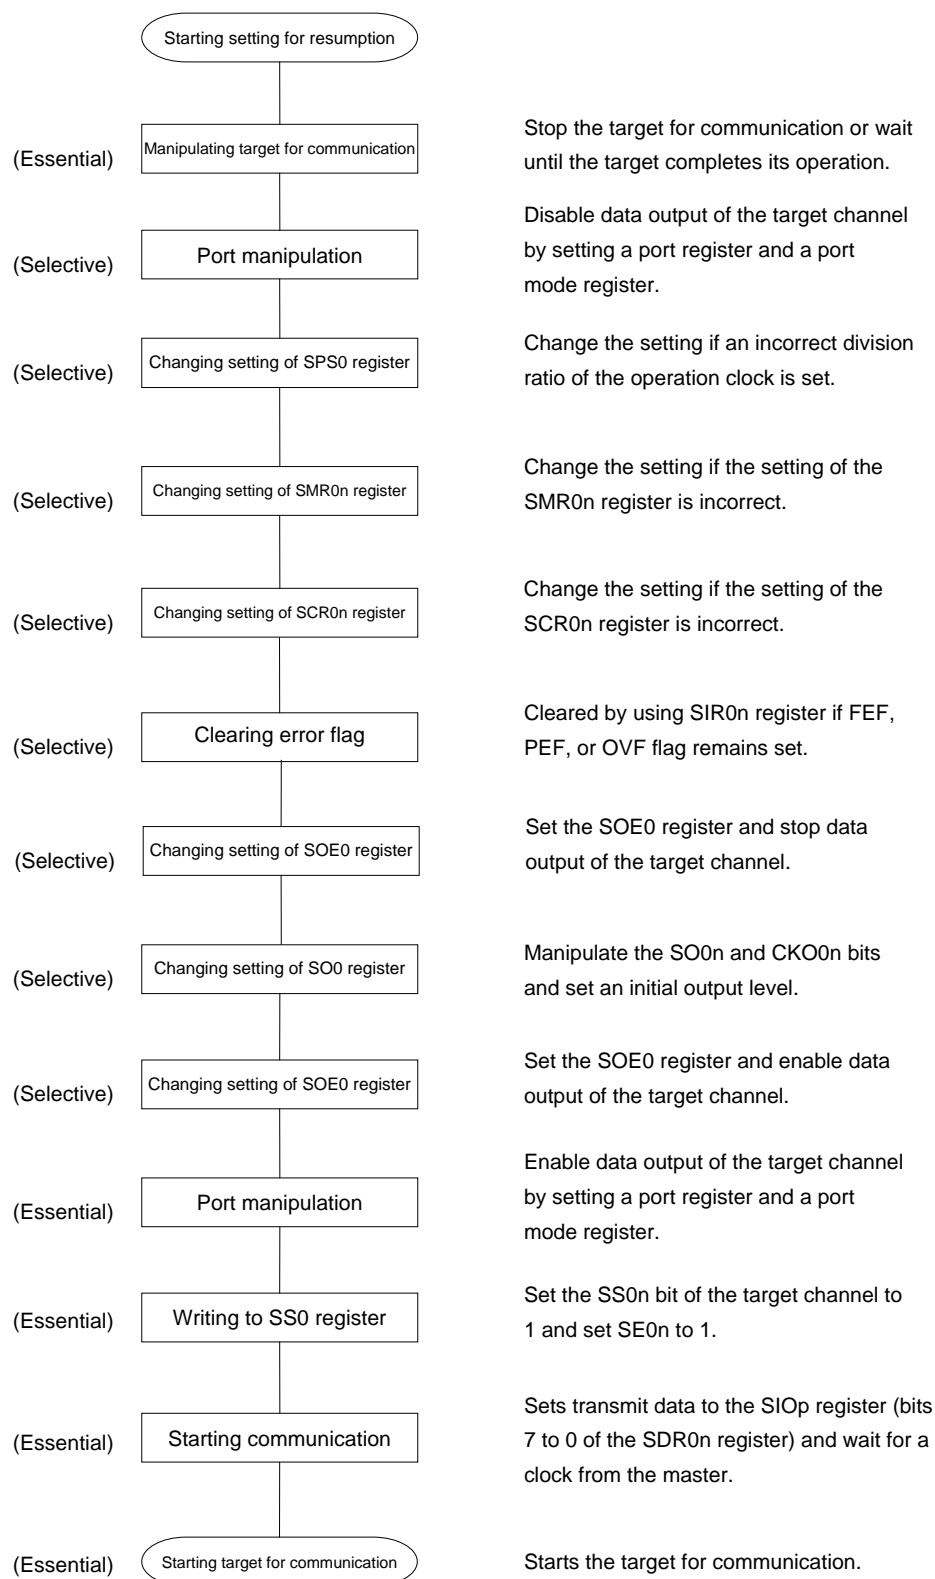 Starting setting for resumption
(Essential)
Manipulating target for communication
Stop the target for communication or wait
until the target completes its operation.
(Selective)
Port manipulation
Disable data output of the target channel
by setting a port register and a port
mode register.
(Selective)
Changing setting of SPS0 register
Change the setting if an incorrect division
ratio of the operation clock is set.
(Selective)
Changing setting of SMR0n register
Change the setting if the setting of the
SMR0n register is incorrect.
(Selective)
Changing setting of SCR0n register
Change the setting if the setting of the
SCR0n register is incorrect.
(Selective)
Clearing error flag
Cleared by using SIR0n register if FEF,
PEF, or OVF flag remains set.
(Selective)
Changing setting of SOE0 register
Set the SOE0 register and stop data
output of the target channel.
(Selective)
Changing setting of SO0 register
Manipulate the SO0n and CKO0n bits
and set an initial output level.
(Selective)
Changing setting of SOE0 register
Set the SOE0 register and enable data
output of the target channel.
(Essential)
Port manipulation
Enable data output of the target channel
by setting a port register and a port
mode register.
(Essential)
Writing to SS0 register
Set the SS0n bit of the target channel to
1 and set SE0n to 1.
(Essential)
Starting communication
Sets transmit data to the SIOp register (bits
7 to 0 of the SDR0n register) and wait for a
clock from the master.
(Essential)
Starting target for communication
Starts the target for communication.